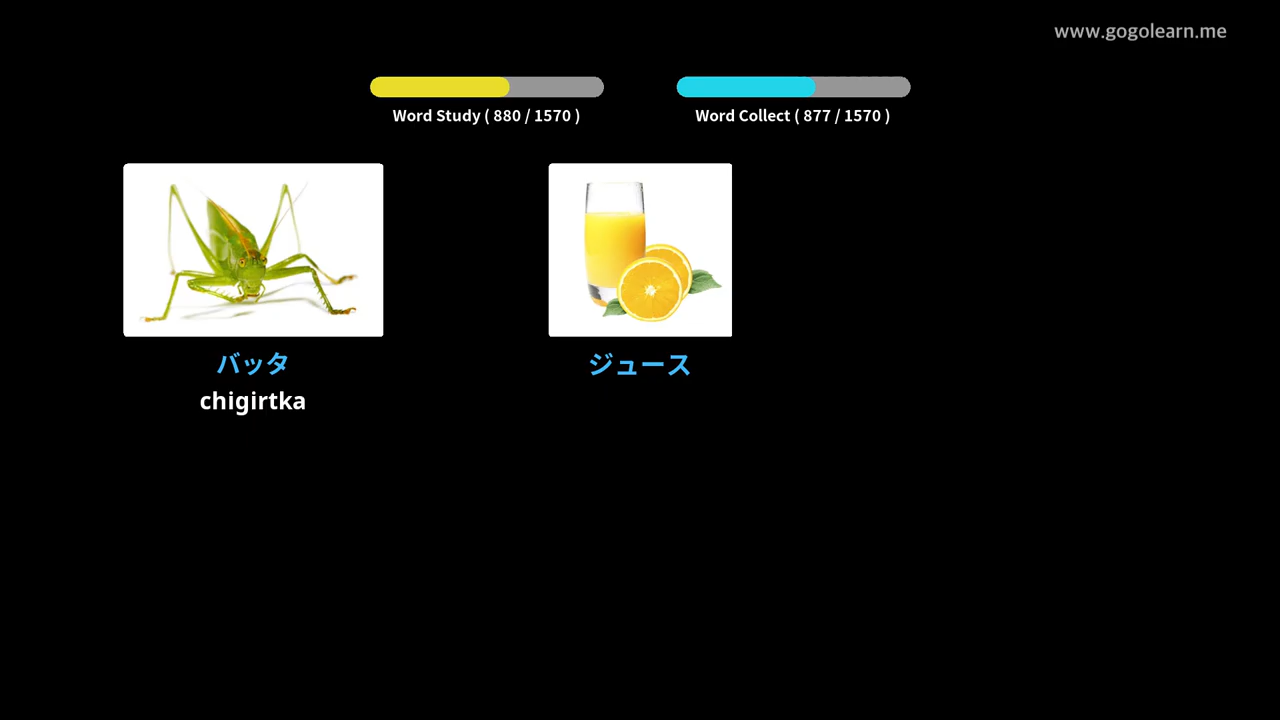 www.gogolearn.me
Word Study ( 880 / 1570 )
Word Collect ( 877 / 1570 )
バッタ
ジュース
chigirtka